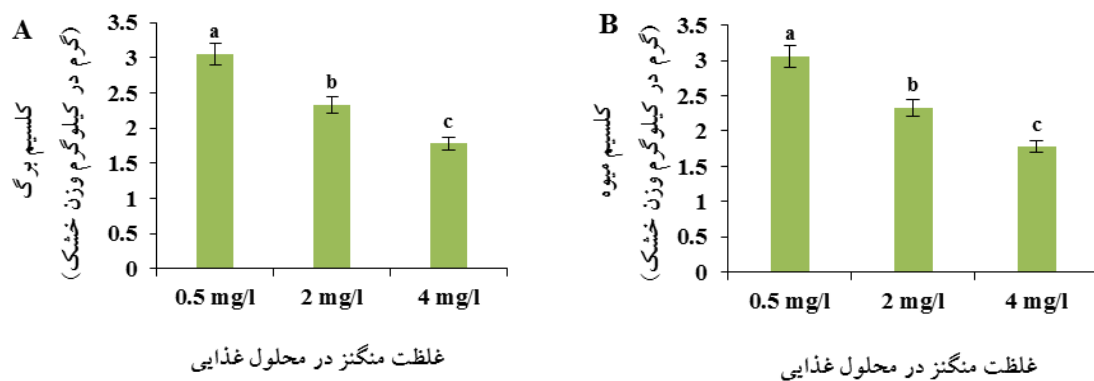 A
کلسیم برگ
(گرم در کیلوگرم وزن خشک)
3.5
3
2.5
2
1.5
1
0.5
0
a
b
c
0.5 mg/l
2 mg/l
4 mg/l
غلظت منگنز در محلول غذایی
B
کلسیم میوه
(گرم در کیلوگرم وزن خشک)
3.5
3
2.5
2
1.5
1
0.5
0
a
b
c
0.5 mg/l
2 mg/l
4 mg/l
غلظت منگنز در محلول غذایی